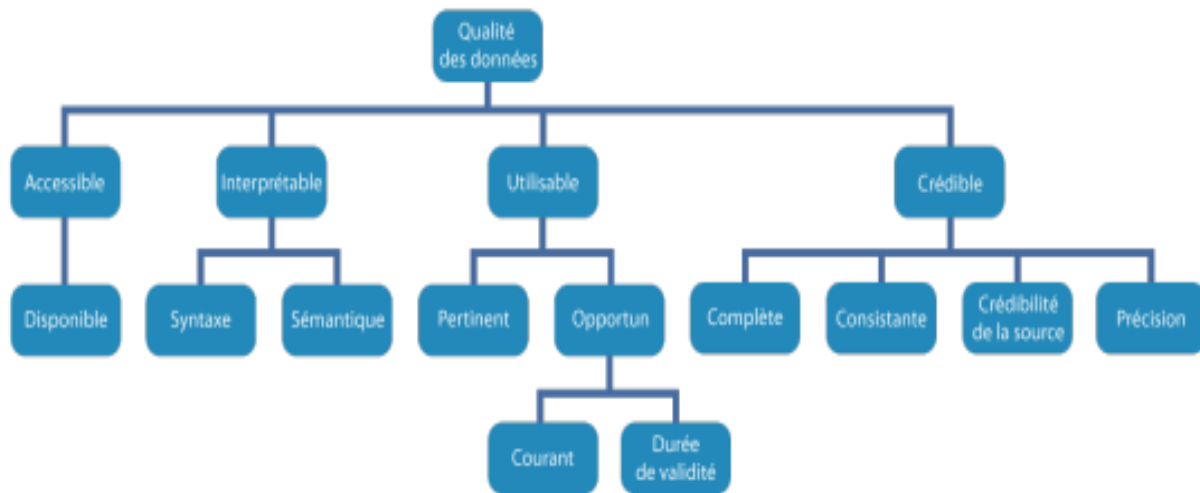 Qualité
des données
Accessible
Interprétable
Utilisable
Crédible
Disponible
Syntaxe
Sémantique
Pertinent
Opportun
Complète
Consistante
Crédibilité
de la source
Précision
Courant
Durée
de validité